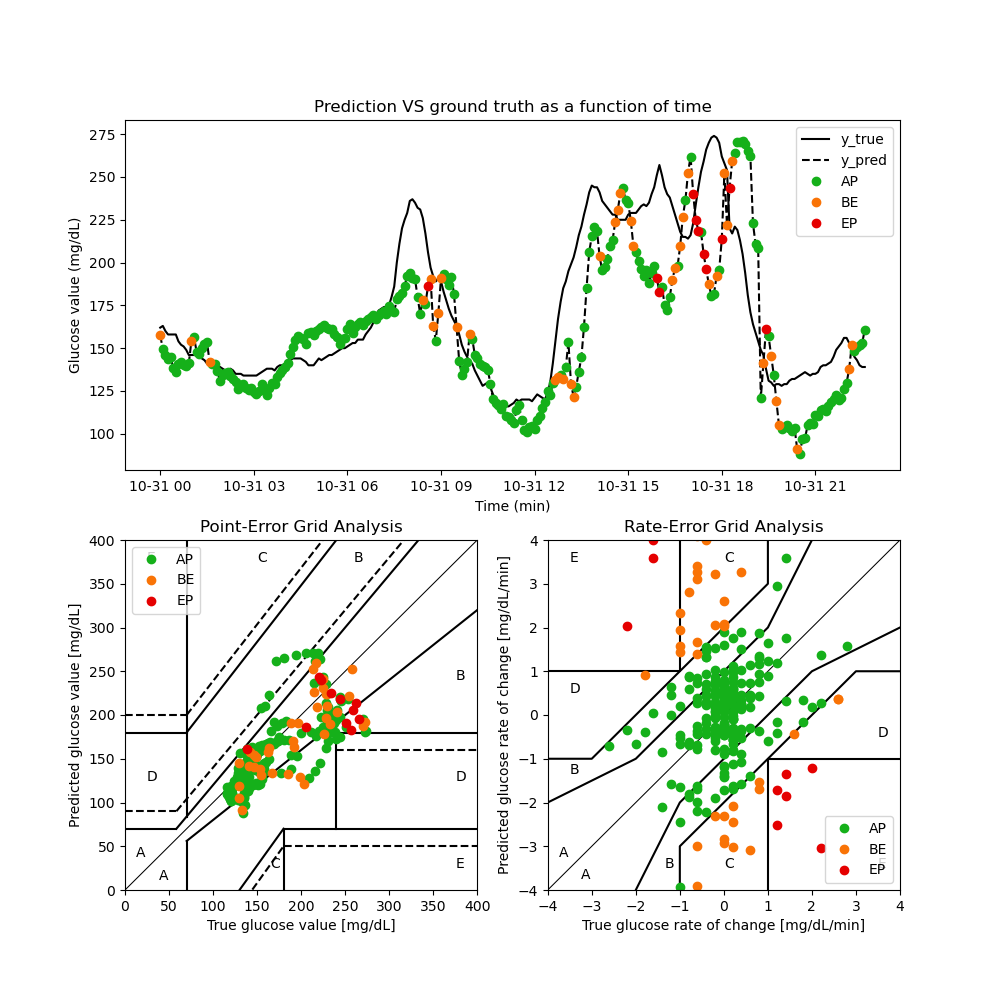 Prediction VS ground truth as a function of time
Glucose value (mg/dL)
275
250
225
200
175
150
125
100
y_true
y_pred
AP
BE
EP
10-31 00 10-31 03 10-31 06 10-31 09 10-31 12 10-31 15 10-31 18 10-31 21
Time (min)
Point-Error Grid Analysis
Predicted glucose value [mg/dL]
400
350
300
250
200
150
100
50
0
AP
BE
EP
C
B
B
D
D
A
A
C
E
0 50 100 150 200 250 300 350 400
True glucose value [mg/dL]
Rate-Error Grid Analysis
Predicted glucose rate of change [mg/dL/min]
4
3
2
1
0
−1
−2
−3
−4
E
C
D
D
B
A
A
B
C
AP
BE
EP
−4 −3 −2 −1 0 1 2 3 4
True glucose rate of change [mg/dL/min]